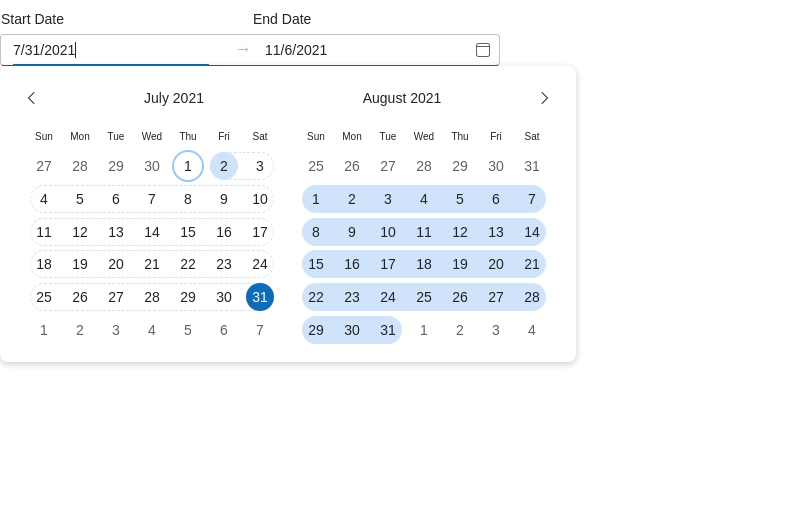 Start Date End Date
7/31/2021 → 11/6/2021
July 2021 August 2021
Sun Mon Tue Wed Thu Fri Sat Sun Mon Tue Wed Thu Fri Sat
27 28 29 30 1 2 3 25 26 27 28 29 30 31
4 5 6 7 8 9 10 1 2 3 4 5 6 7
11 12 13 14 15 16 17 8 9 10 11 12 13 14
18 19 20 21 22 23 24 15 16 17 18 19 20 21
25 26 27 28 29 30 31 22 23 24 25 26 27 28
1 2 3 4 5 6 7 29 30 31 1 2 3 4